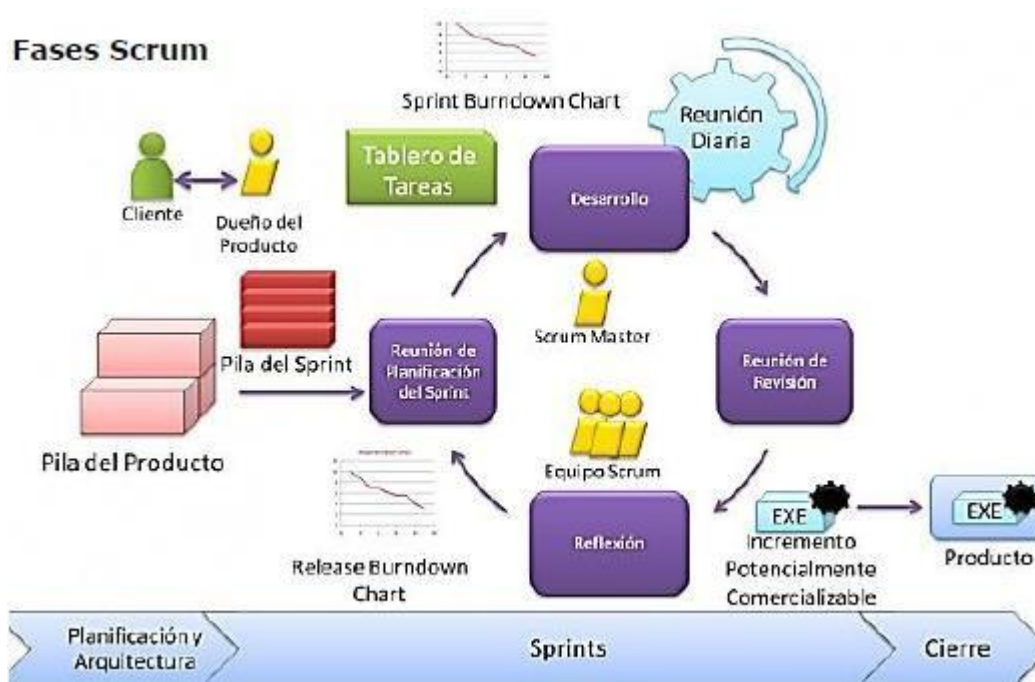 Fases Scrum
Sprint Burndown Chart
Reunión
Diaria
Tablero de
Tareas
Desarrollo
Cliente
Dueño del
Producto
Scrum Master
Pila del Sprint
Reunión de
Planificación
del Sprint
Reunión de
Revisión
Pila del Producto
Equipo Scrum
Release Burndown
Chart
Reflexión
EXE
Incremento
Potencialmente
Comercializable
EXE
Producto
Planificación y
Arquitectura
Sprints
Cierre